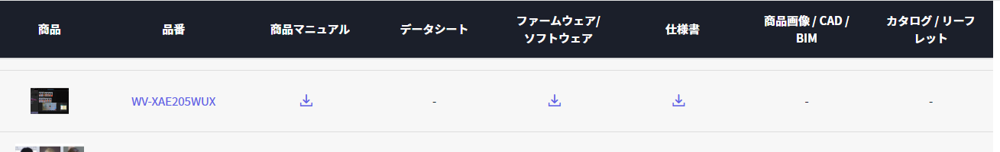 商品
品番
商品マニュアル
データシート
ファームウェア/
ソフトウェア
仕様書
商品画像 / CAD /
BIM
カタログ / リーフ
レット
WV-XAE205WUX
-
-
-